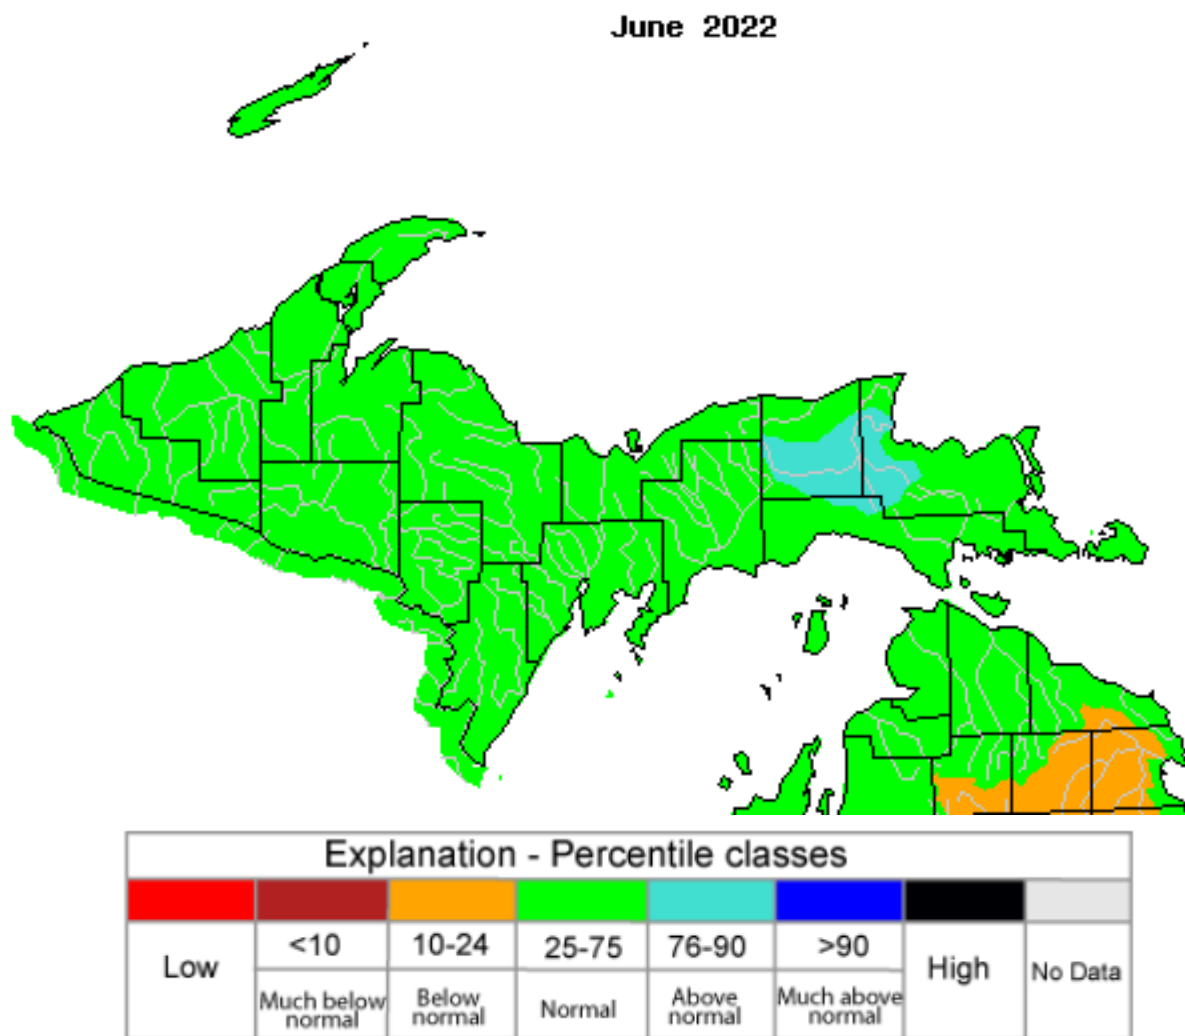 June 2022
Explanation - Percentile classes
Low
<10
10-24
25-75
76-90
>90
High
No Data
Much below
normal
Below
normal
Normal
Above
normal
Much above
normal